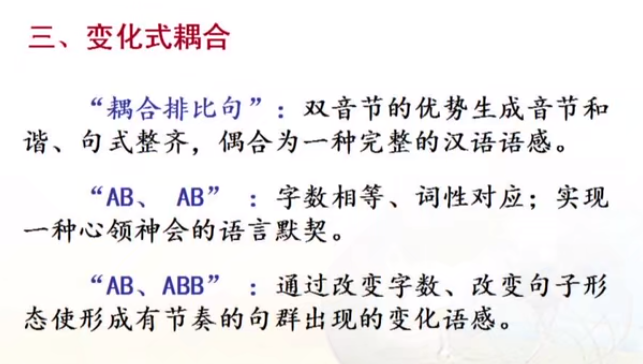 三、变化式耦合
“耦合排比句”：双音节的优势生成音节和
谐、句式整齐，偶合为一种完整的汉语语感。
“AB、 AB” ：字数相等、词性对应；实现
一种心领神会的语言默契。
“AB、ABB” ：通过改变字数、改变句子形
态使形成有节奏的句群出现的变化语感。